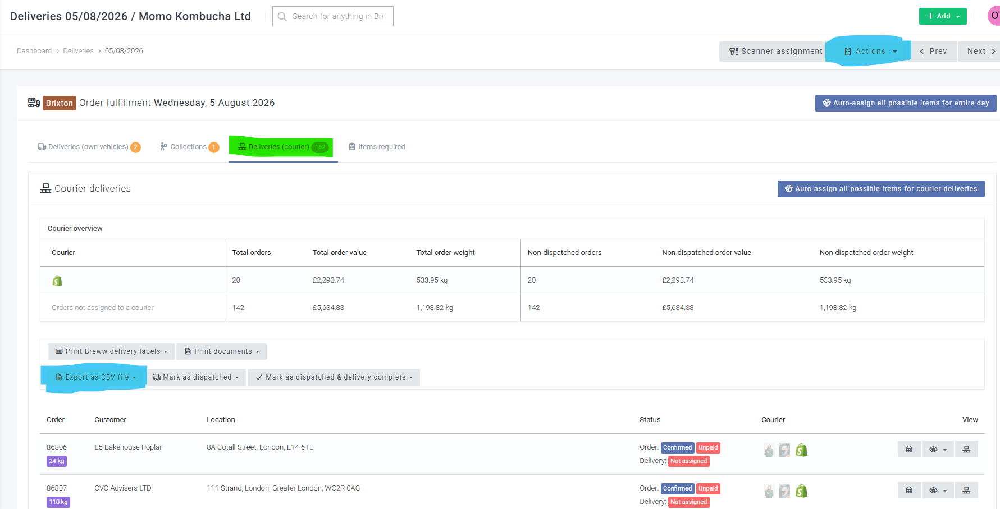 Deliveries 05/08/2026 / Momo Kombucha Ltd
Search for anything in Bre
+ Add
Dashboard > Deliveries > 05/08/2026
Scanner assignment
Actions
Prev
Next
Brixton Order fulfillment Wednesday, 5 August 2026
Auto-assign all possible items for entire day
Deliveries (own vehicles) 2
Collections 1
Deliveries (courier) 162
Items required
Courier deliveries
Auto-assign all possible items for courier deliveries
Courier overview
Courier Total orders Total order value Total order weight Non-dispatched orders Non-dispatched order value Non-dispatched order weight
20 £2,293.74 533.95 kg 20 £2,293.74 533.95 kg
Orders not assigned to a courier 142 £5,634.83 1,198.82 kg 142 £5,634.83 1,198.82 kg
Print Breww delivery labels
Print documents
Export as CSV file
Mark as dispatched
Mark as dispatched & delivery complete
Order Customer Location Status Courier View
86806 E5 Bakehouse Poplar 8A Cotall Street, London, E14 6TL Order: Confirmed Unpaid
24 kg Delivery: Not assigned
86807 CVC Advisers LTD 111 Strand, London, Greater London, WC2R 0AG Order: Confirmed Unpaid
110 kg Delivery: Not assigned